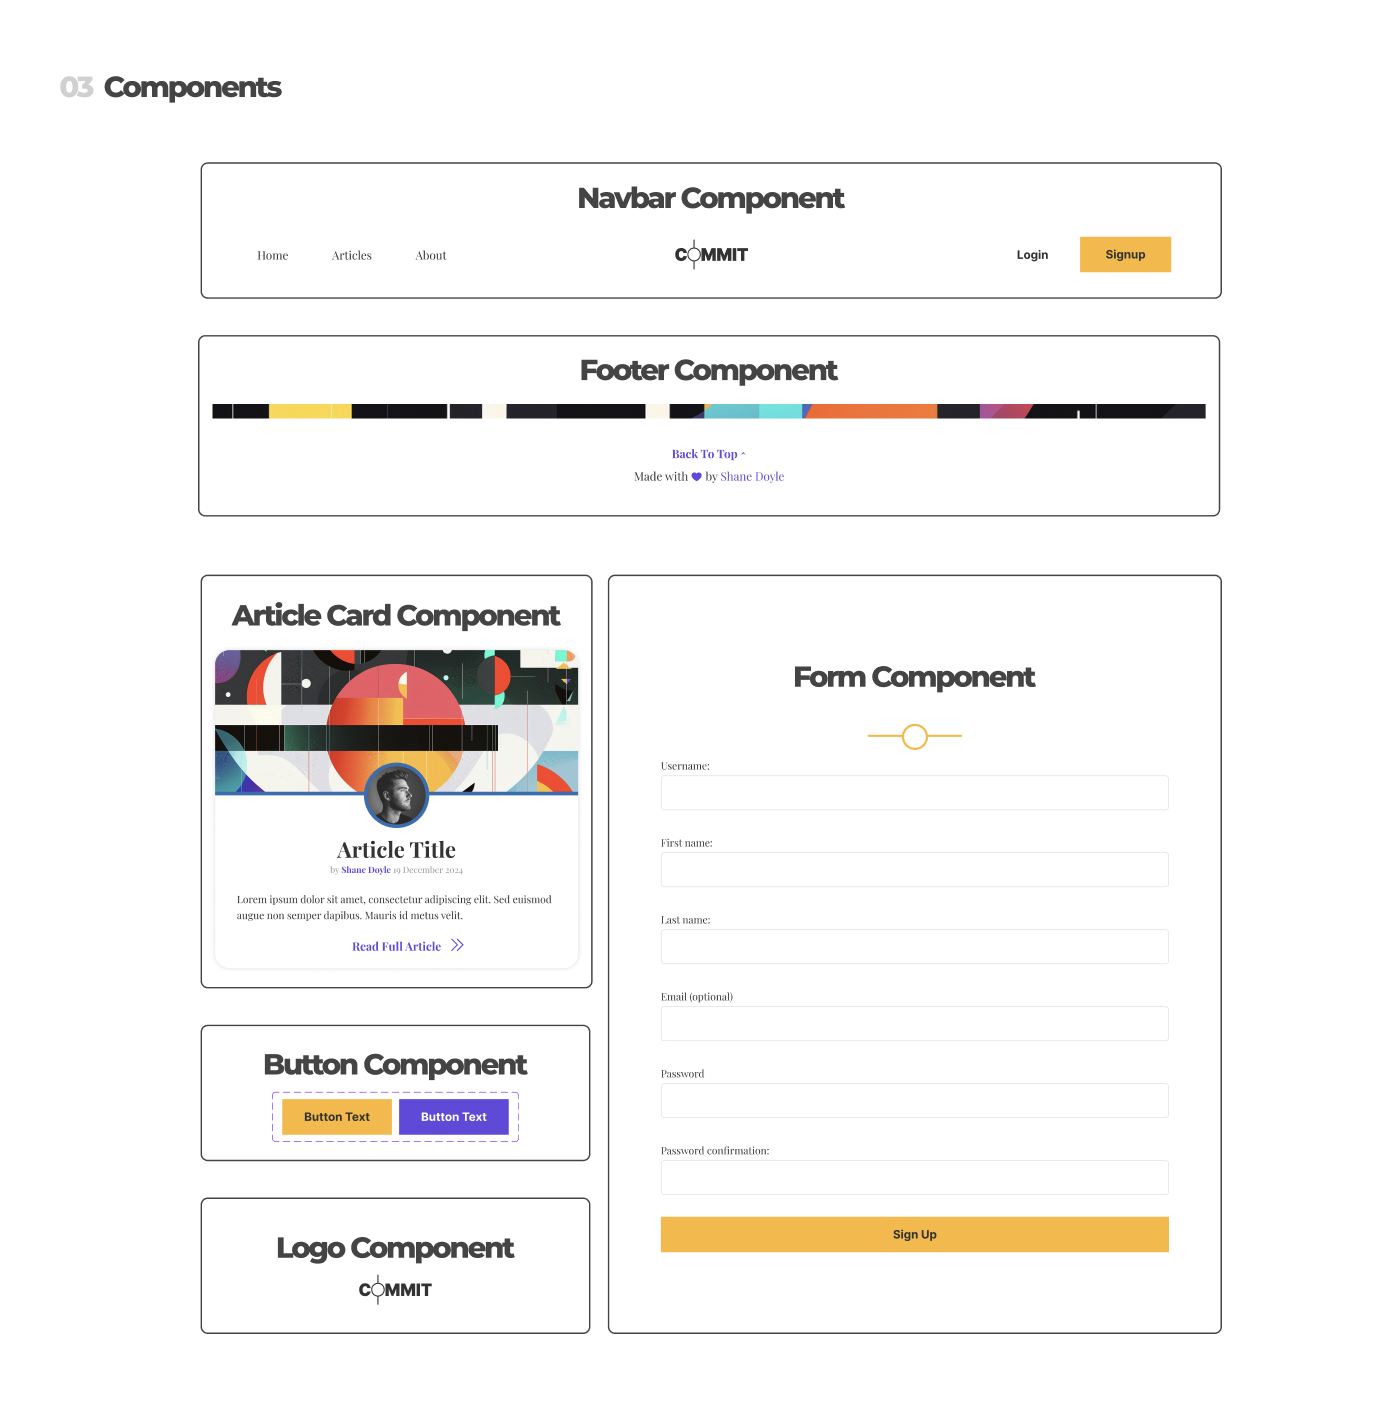 03 Components
Navbar Component
Home Articles About COMMIT Login Signup
Footer Component
Back To Top ^
Made with 💜 by Shane Doyle
Article Card Component
Article Title
by Shane Doyle 19 December 2024
Lorem ipsum dolor sit amet, consectetur adipiscing elit. Sed euismod
augue non semper dapibus. Mauris id metus velit.
Read Full Article
Button Component
Button Text Button Text
Logo Component
COMMIT
Form Component
Username:
First name:
Last name:
Email (optional)
Password
Password confirmation:
Sign Up